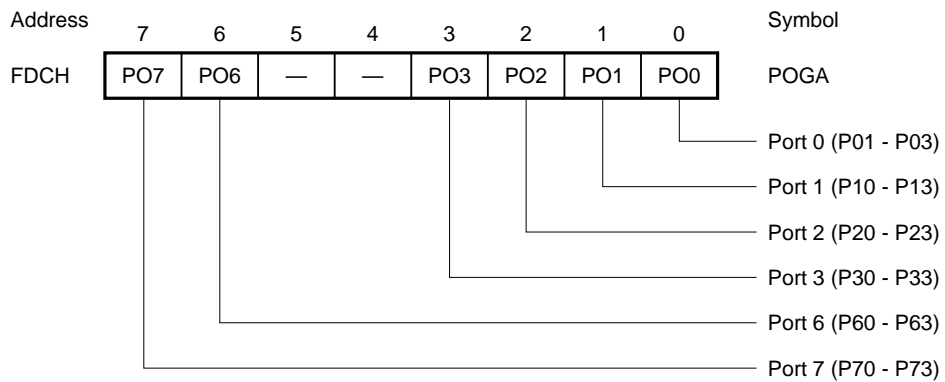 Address Symbol
7 6 5 4 3 2 1 0
FDCH PO7 PO6 — — PO3 PO2 PO1 PO0 POGA
Port 0 (P01 - P03)
Port 1 (P10 - P13)
Port 2 (P20 - P23)
Port 3 (P30 - P33)
Port 6 (P60 - P63)
Port 7 (P70 - P73)